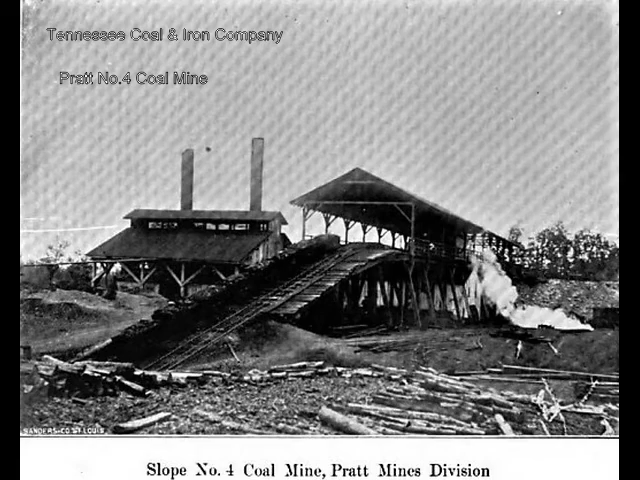 Tennessee Coal & Iron Company
Pratt No.4 Coal Mine
SANDERS-CO ST. LOUIS
Slope No. 4 Coal Mine, Pratt Mines Division